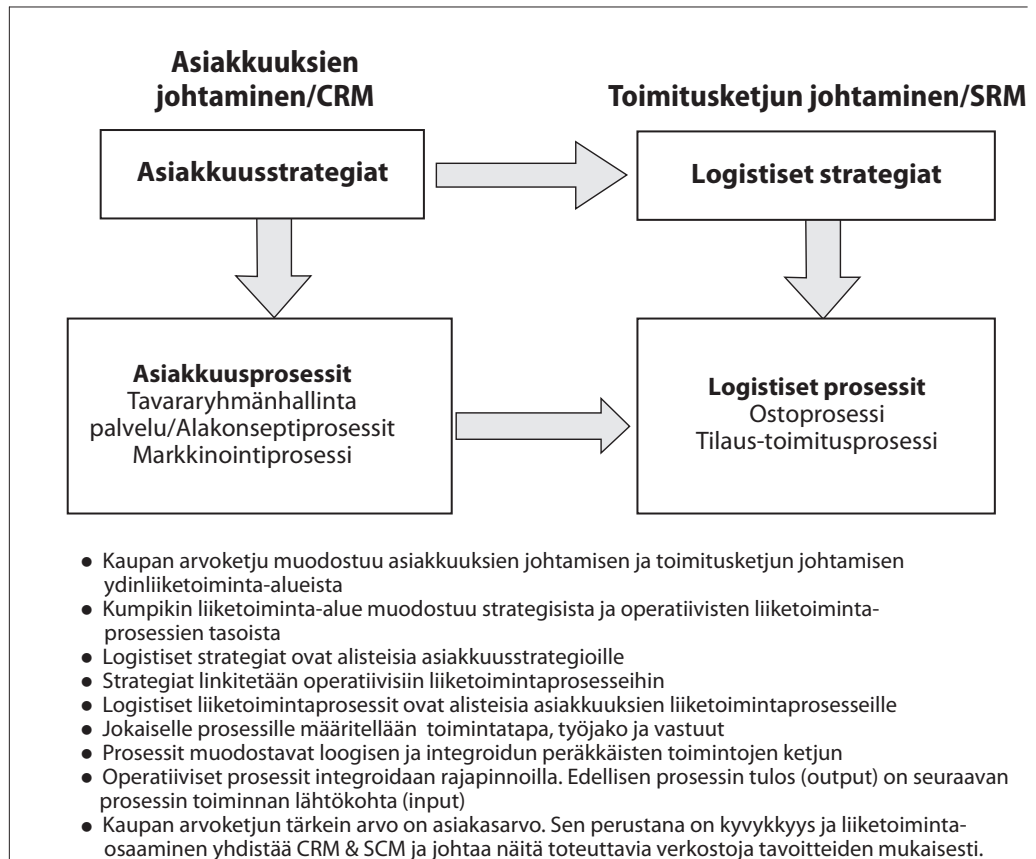 Asiakkuuksien
johtaminen/CRM
Toimitusketjun johtaminen/SRM
Asiakkuusstrategiat
Logistiset strategiat
Asiakkuusprosessit
Tavararyhmänhallinta
palvelu/Alakonseptiprosessit
Markkinointiprosessi
Logistiset prosessit
Ostoprosessi
Tilaus-toimitusprosessi
● Kaupan arvoketju muodostuu asiakkuuksien johtamisen ja toimitusketjun johtamisen
ydinliiketoiminta-alueista
● Kumpikin liiketoiminta-alue muodostuu strategisista ja operatiivisten liiketoiminta-
prosessien tasoista
● Logistiset strategiat ovat alisteisia asiakkuusstrategioille
● Strategiat linkitetään operatiivisiin liiketoimintaprosesseihin
● Logistiset liiketoimintaprosessit ovat alisteisia asiakkuuksien liiketoimintaprosesseille
● Jokaiselle prosessille määritellään toimintatapa, työjako ja vastuut
● Prosessit muodostavat loogisen ja integroidun peräkkäisten toimintojen ketjun
● Operatiiviset prosessit integroidaan rajapinnoilla. Edellisen prosessin tulos (output) on seuraavan
prosessin toiminnan lähtökohta (input)
● Kaupan arvoketjun tärkein arvo on asiakasarvo. Sen perustana on kyvykkyys ja liiketoiminta-
osaaminen yhdistää CRM & SCM ja johtaa näitä toteuttavia verkostoja tavoitteiden mukaisesti.